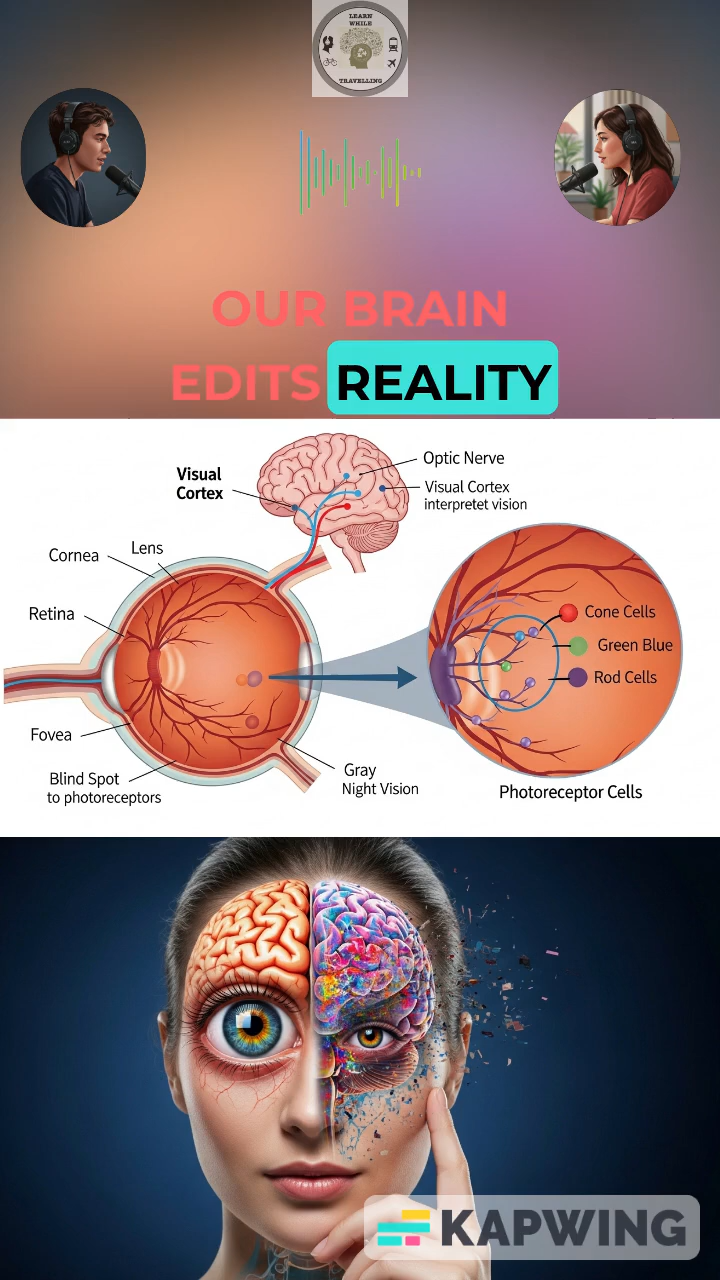 LEARN
WHILE
TRAVELLING
OUR BRAIN
EDITS REALITY
Visual
Cortex
Optic Nerve
Visual Cortex
interpretet vision
Cornea
Lens
Retina
Fovea
Blind Spot
to photoreceptors
Gray
Night Vision
Cone Cells
Green Blue
Rod Cells
Photoreceptor Cells
KAPWING